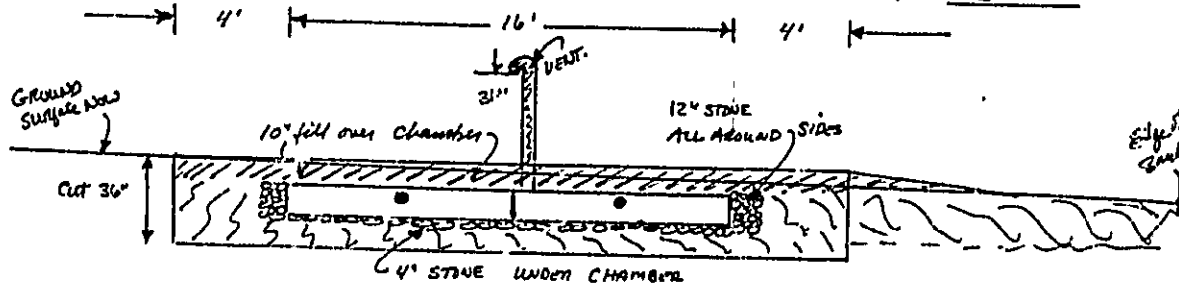 4' 16' 4'
VENT.
31"
GROUND
Surface Now
10" fill over Chamber
12" STONE
ALL AROUND SIDES
Edge
Cut 36"
4" STONE UNDER CHAMBER